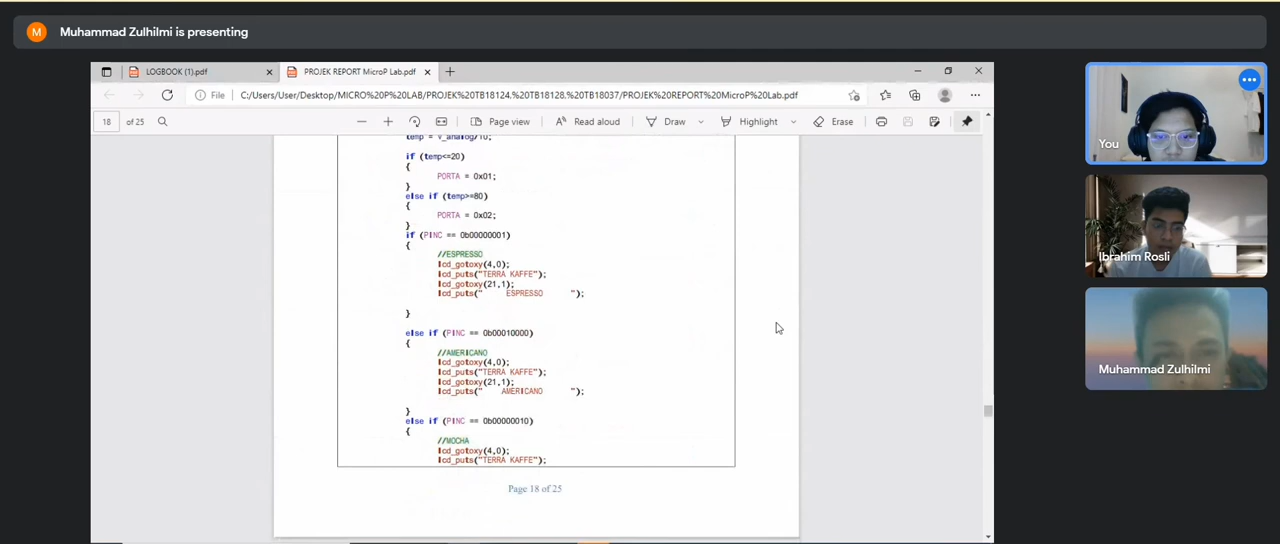 M Muhammad Zulhilmi is presenting
LOGBOOK (1).pdf
PROJEK REPORT MicroP Lab.pdf
File
C:/Users/User/Desktop/MICRO%20P%20LAB/PROJEK%20TB18124,%20TB18128,%20TB18037/PROJEK%20REPORT%20MicroP%20Lab.pdf
18 of 25
Page view
Read aloud
Draw
Highlight
Erase
temp = v_analog/10;
if (temp<=20)
{
PORTA = 0x01;
}
else if (temp>=80)
{
PORTA = 0x02;
}
if (PINC == 0b00000001)
{
//ESPRESSO
lcd_gotoxy(4,0);
lcd_puts("TERRA KAFFE");
lcd_gotoxy(21,1);
lcd_puts("    ESPRESSO    ");
}
else if (PINC == 0b00010000)
{
//AMERICANO
lcd_gotoxy(4,0);
lcd_puts("TERRA KAFFE");
lcd_gotoxy(21,1);
lcd_puts("    AMERICANO    ");
}
else if (PINC == 0b00000010)
{
//MOCHA
lcd_gotoxy(4,0);
lcd_puts("TERRA KAFFE");
Page 18 of 25
You
Ibrahim Rosli
Muhammad Zulhilmi